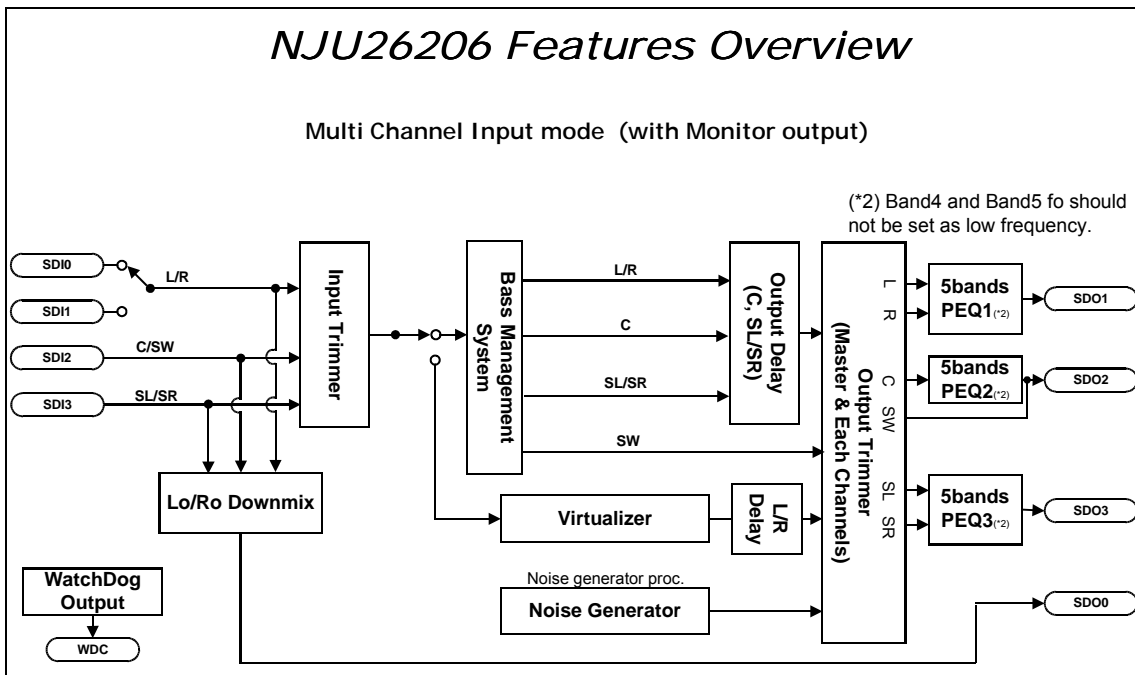 NJU26206 Features Overview
Multi Channel Input mode (with Monitor output)
(*2) Band4 and Band5 fo should
not be set as low frequency.
SDI0
SDI1
SDI2
SDI3
L/R
C/SW
SL/SR
Input Trimmer
Lo/Ro Downmix
WatchDog
Output
WDC
Bass Management
System
L/R
C
SL/SR
SW
Output Delay
(C, SL/SR)
Virtualizer
L/R
Delay
Noise generator proc.
Noise Generator
Output Trimmer
(Master & Each Channels)
L
R
C
SW
SL
SR
5bands
PEQ1(*2)
5bands
PEQ2(*2)
5bands
PEQ3(*2)
SDO1
SDO2
SDO3
SDO0